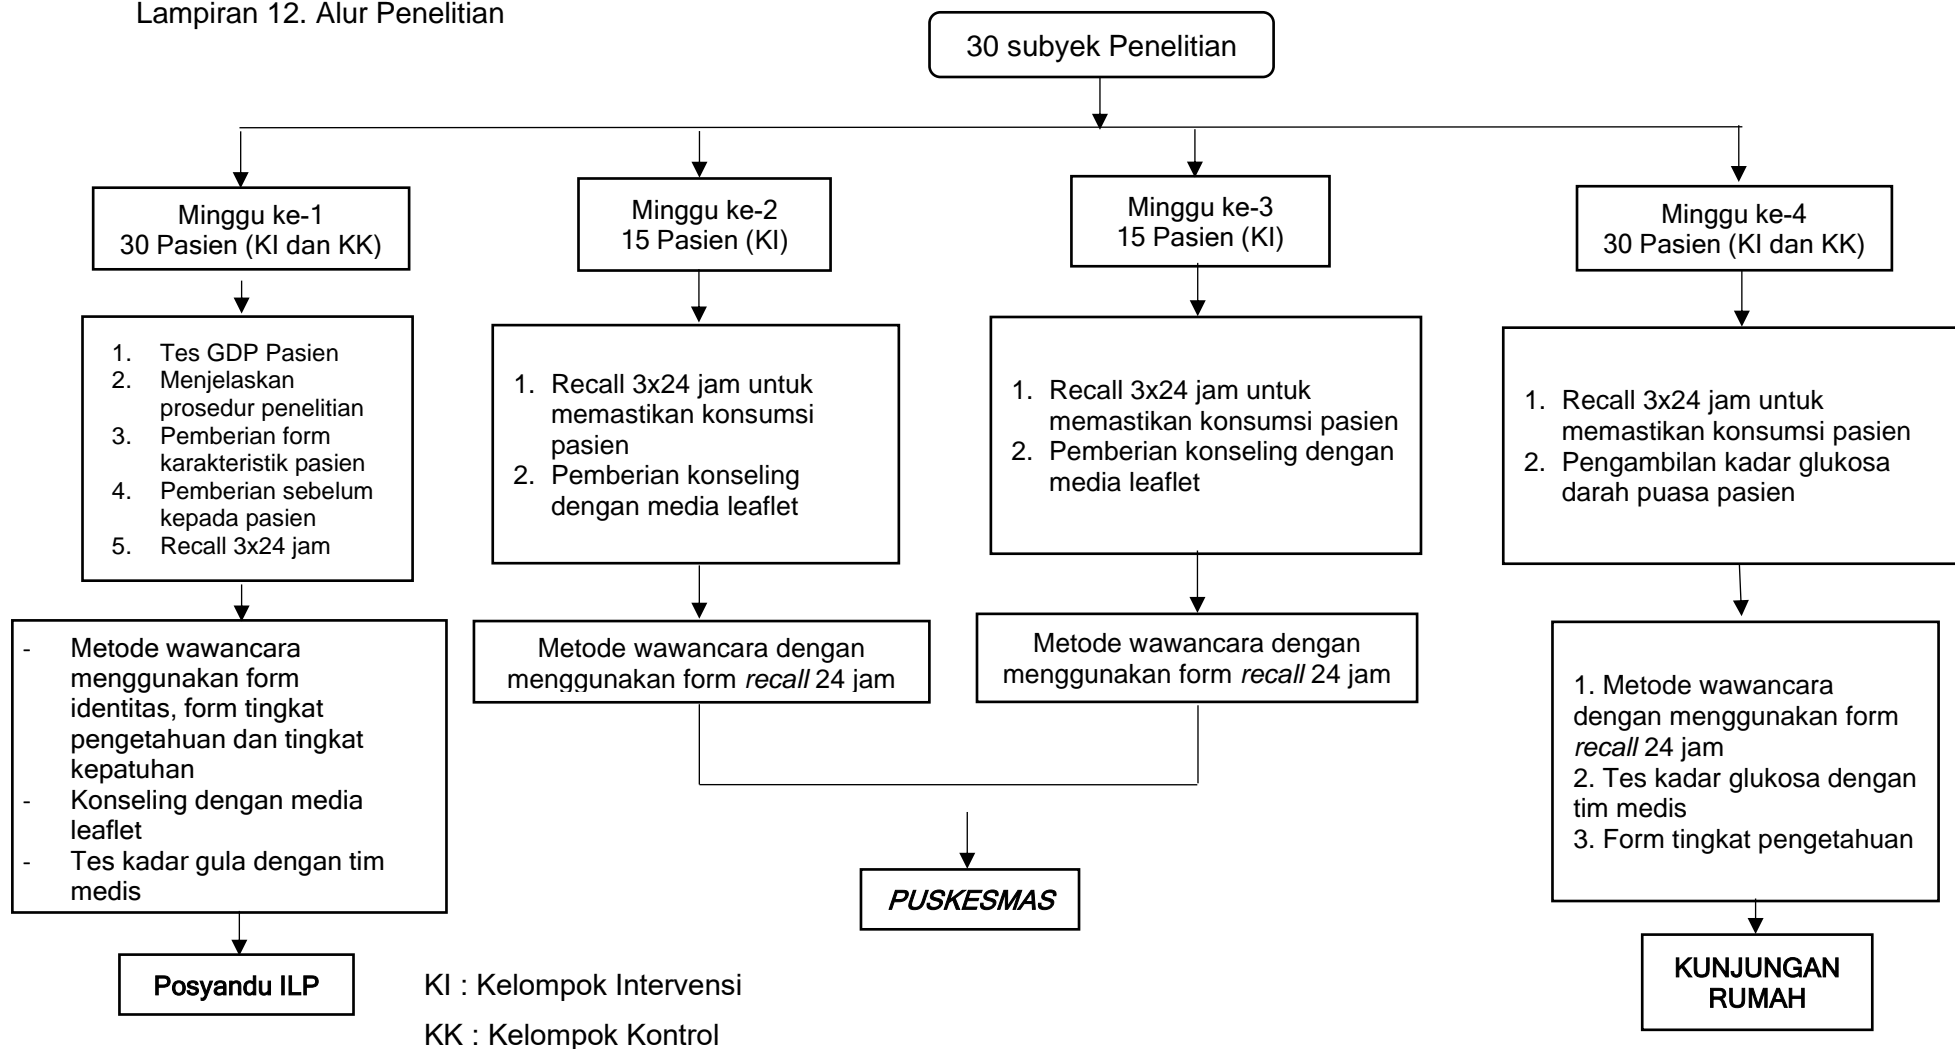 Lampiran 12. Alur Penelitian
30 subyek Penelitian
Minggu ke-1
30 Pasien (KI dan KK)
Minggu ke-2
15 Pasien (KI)
Minggu ke-3
15 Pasien (KI)
Minggu ke-4
30 Pasien (KI dan KK)
1. Tes GDP Pasien
2. Menjelaskan
prosedur penelitian
3. Pemberian form
karakteristik pasien
4. Pemberian sebelum
kepada pasien
5. Recall 3x24 jam
1. Recall 3x24 jam untuk
memastikan konsumsi
pasien
2. Pemberian konseling
dengan media leaflet
1. Recall 3x24 jam untuk
memastikan konsumsi pasien
2. Pemberian konseling dengan
media leaflet
1. Recall 3x24 jam untuk
memastikan konsumsi pasien
2. Pengambilan kadar glukosa
darah puasa pasien
- Metode wawancara
menggunakan form
identitas, form tingkat
pengetahuan dan tingkat
kepatuhan
- Konseling dengan media
leaflet
- Tes kadar gula dengan tim
medis
Metode wawancara dengan
menggunakan form recall 24 jam
Metode wawancara dengan
menggunakan form recall 24 jam
1. Metode wawancara
dengan menggunakan form
recall 24 jam
2. Tes kadar glukosa dengan
tim medis
3. Form tingkat pengetahuan
PUSKESMAS
Posyandu ILP
KUNJUNGAN
RUMAH
KI : Kelompok Intervensi
KK : Kelompok Kontrol